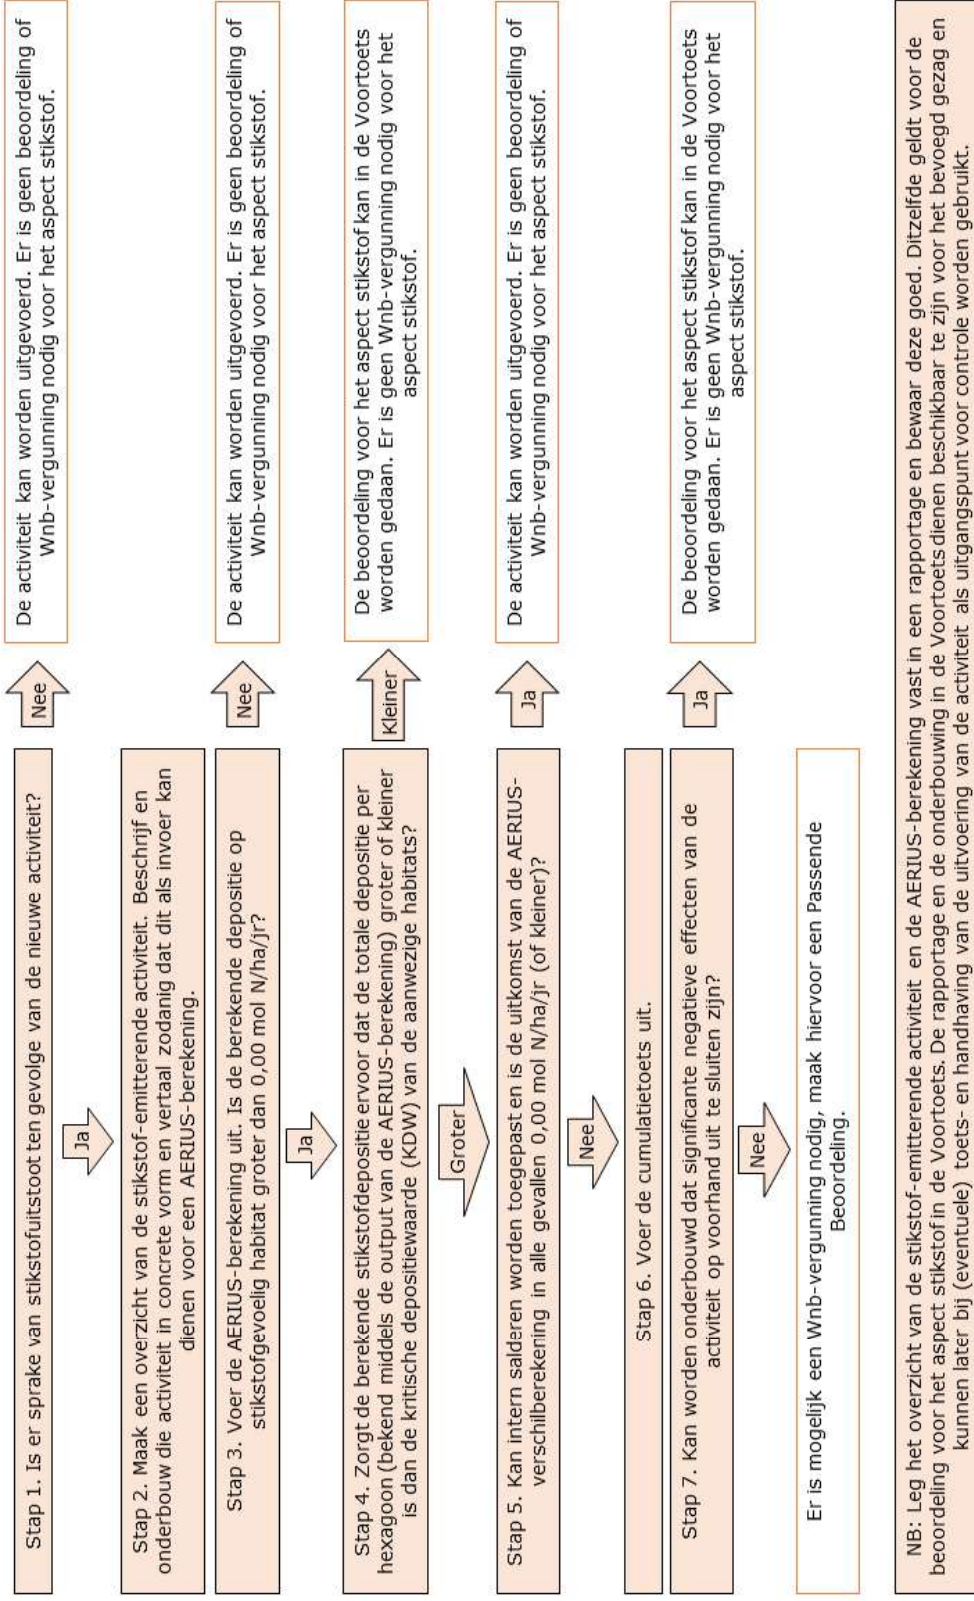 Stap 1. Is er sprake van stikstofuitstoot ten gevolge van de nieuwe activiteit?
Nee
De activiteit kan worden uitgevoerd. Er is geen beoordeling of
Wnb-vergunning nodig voor het aspect stikstof.
Ja
Stap 2. Maak een overzicht van de stikstof-emitterende activiteit. Beschrijf en
onderbouw die activiteit in concrete vorm en vertaal zodanig dat dit als invoer kan
dienen voor een AERIUS-berekening.
Stap 3. Voer de AERIUS-berekening uit. Is de berekende depositie op
stikstofgevoelig habitat groter dan 0,00 mol N/ha/jr?
Nee
De activiteit kan worden uitgevoerd. Er is geen beoordeling of
Wnb-vergunning nodig voor het aspect stikstof.
Ja
Stap 4. Zorgt de berekende stikstofdepositie ervoor dat de totale depositie per
hexagoon (bekend middels de output van de AERIUS-berekening) groter of kleiner
is dan de kritische depositiewaarde (KDW) van de aanwezige habitats?
Kleiner
De beoordeling voor het aspect stikstof kan in de Voortoets
worden gedaan. Er is geen Wnb-vergunning nodig voor het
aspect stikstof.
Groter
Stap 5. Kan intern salderen worden toegepast en is de uitkomst van de AERIUS-
verschilberekening in alle gevallen 0,00 mol N/ha/jr (of kleiner)?
Ja
De activiteit kan worden uitgevoerd. Er is geen beoordeling of
Wnb-vergunning nodig voor het aspect stikstof.
Nee
Stap 6. Voer de cumulatietoets uit.
Stap 7. Kan worden onderbouwd dat significante negatieve effecten van de
activiteit op voorhand uit te sluiten zijn?
Ja
De beoordeling voor het aspect stikstof kan in de Voortoets
worden gedaan. Er is geen Wnb-vergunning nodig voor het
aspect stikstof.
Nee
Er is mogelijk een Wnb-vergunning nodig, maak hiervoor een Passende
Beoordeling.
NB: Leg het overzicht van de stikstof-emitterende activiteit en de AERIUS-berekening vast in een rapportage en bewaar deze goed. Ditzelfde geldt voor de
beoordeling voor het aspect stikstof in de Voortoets. De rapportage en de onderbouwing in de Voortoets dienen beschikbaar te zijn voor het bevoegd gezag en
kunnen later bij (eventuele) toets- en handhaving van de uitvoering van de activiteit als uitgangspunt voor controle worden gebruikt.